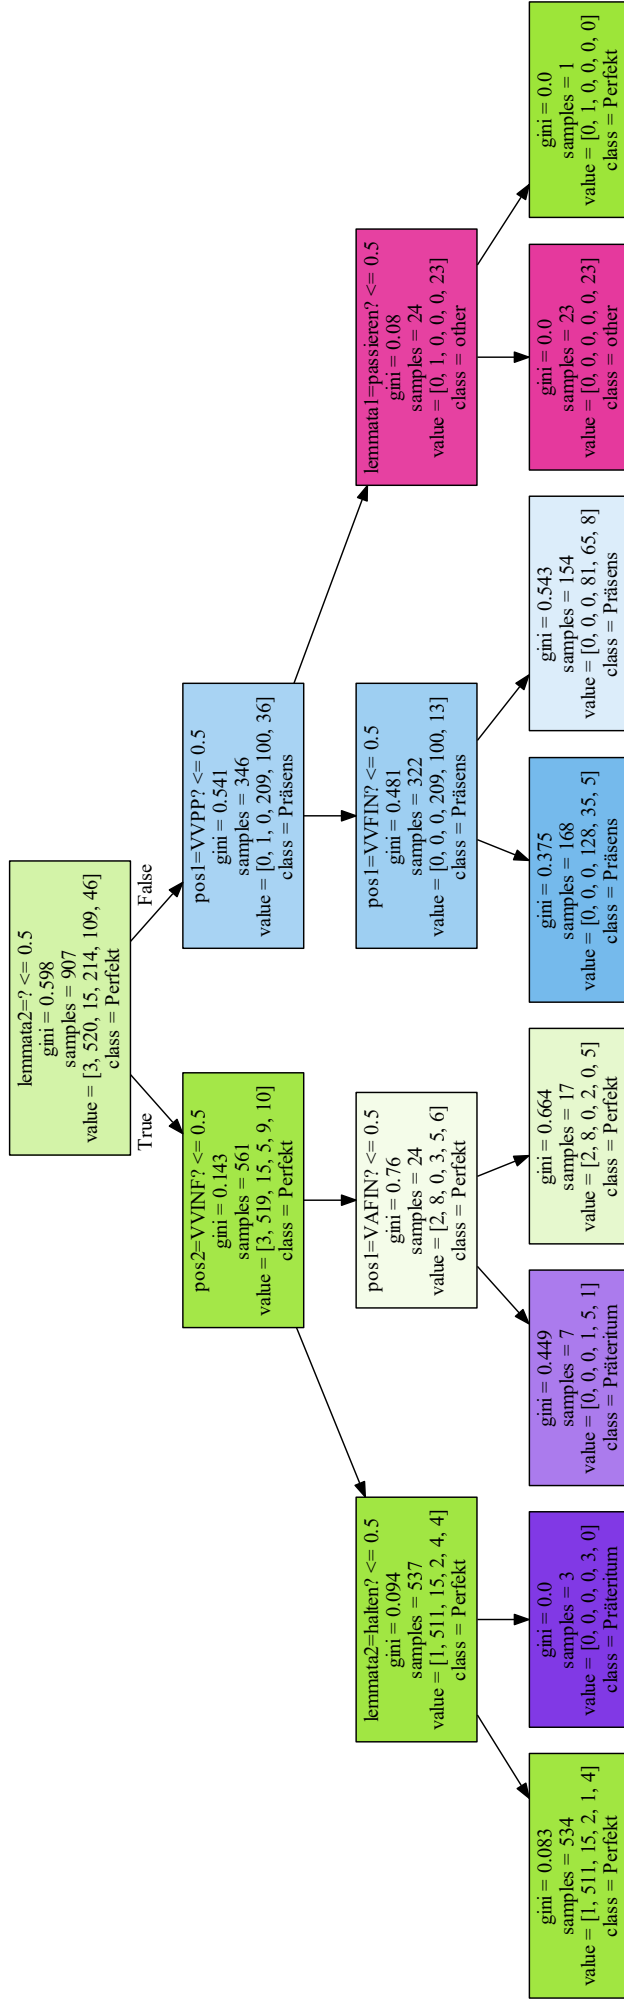 lemmata2=? <= 0.5
gini = 0.598
samples = 907
value = [3, 520, 15, 214, 109, 46]
class = Perfekt
True
False
pos2=VVINF? <= 0.5
gini = 0.143
samples = 561
value = [3, 519, 15, 5, 9, 10]
class = Perfekt
pos1=VVPP? <= 0.5
gini = 0.541
samples = 346
value = [0, 1, 0, 209, 100, 36]
class = Präsens
lemmata2=halten? <= 0.5
gini = 0.094
samples = 537
value = [1, 511, 15, 2, 4, 4]
class = Perfekt
pos1=VAFIN? <= 0.5
gini = 0.76
samples = 24
value = [2, 8, 0, 3, 5, 6]
class = Perfekt
pos1=VVFIN? <= 0.5
gini = 0.481
samples = 322
value = [0, 0, 0, 209, 100, 13]
class = Präsens
lemmata1=passieren? <= 0.5
gini = 0.08
samples = 24
value = [0, 1, 0, 0, 0, 23]
class = other
gini = 0.083
samples = 534
value = [1, 511, 15, 2, 1, 4]
class = Perfekt
gini = 0.0
samples = 3
value = [0, 0, 0, 0, 3, 0]
class = Präteritum
gini = 0.449
samples = 7
value = [0, 0, 0, 1, 5, 1]
class = Präteritum
gini = 0.664
samples = 17
value = [2, 8, 0, 2, 0, 5]
class = Perfekt
gini = 0.375
samples = 168
value = [0, 0, 0, 128, 35, 5]
class = Präsens
gini = 0.543
samples = 154
value = [0, 0, 0, 81, 65, 8]
class = Präsens
gini = 0.0
samples = 23
value = [0, 0, 0, 0, 0, 23]
class = other
gini = 0.0
samples = 1
value = [0, 1, 0, 0, 0, 0]
class = Perfekt